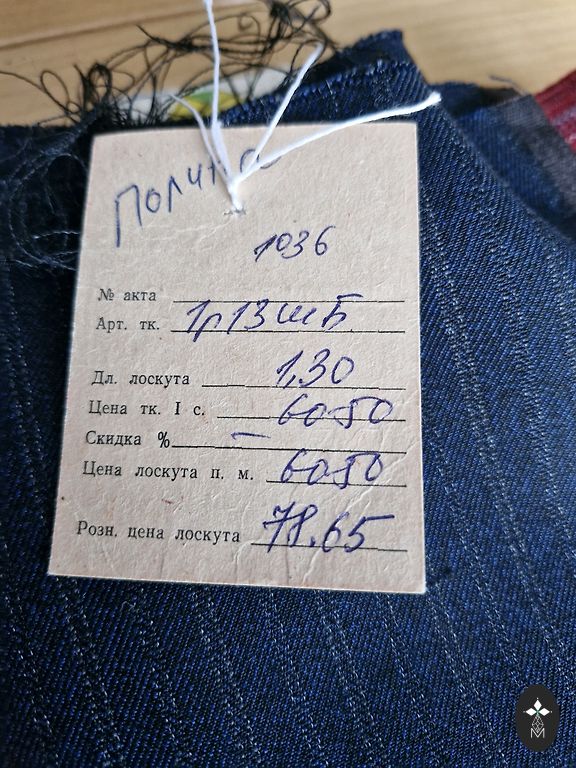 1036
№ акта
Арт. тк. 1р13шБ
Дл. лоскута 1,30
Цена тк. I с. 60-50
Скидка % —
Цена лоскута п. м. 60-50
Розн. цена лоскута 78.65